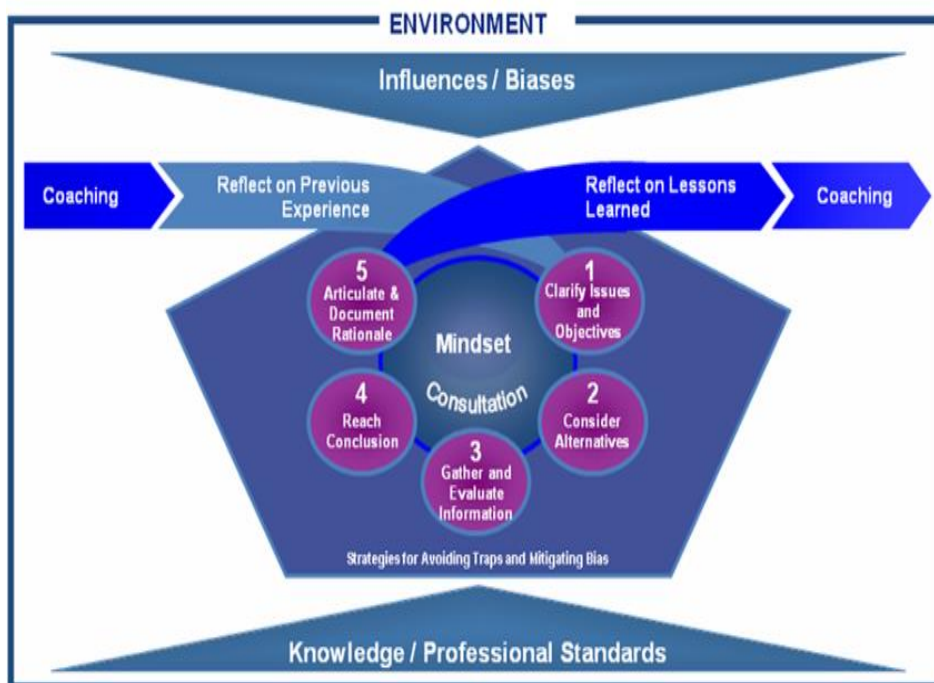 ENVIRONMENT
Influences / Biases
Coaching
Reflect on Previous
Experience
Reflect on Lessons
Learned
Coaching
5
Articulate &
Document
Rationale
1
Clarify Issues
and
Objectives
Mindset
Consultation
4
Reach
Conclusion
2
Consider
Alternatives
3
Gather and
Evaluate
Information
Strategies for Avoiding Traps and Mitigating Bias
Knowledge / Professional Standards